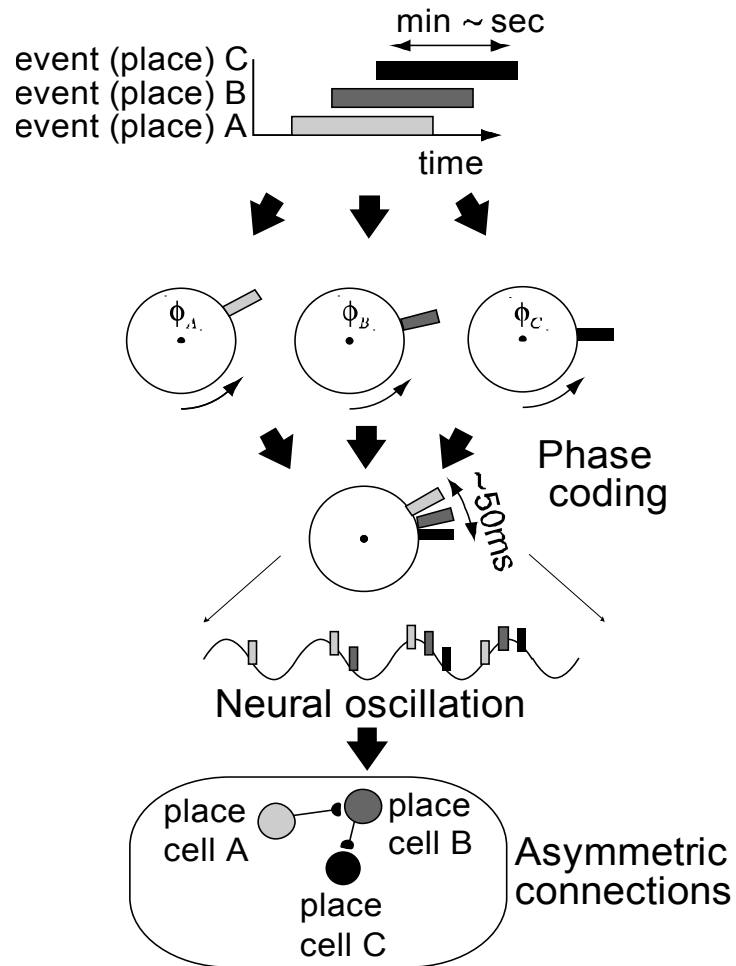 min ~ sec
event (place) C
event (place) B
event (place) A
time
ϕA
ϕB
ϕC
Phase
coding
~50ms
Neural oscillation
place
cell A
place
cell B
place
cell C
Asymmetric
connections